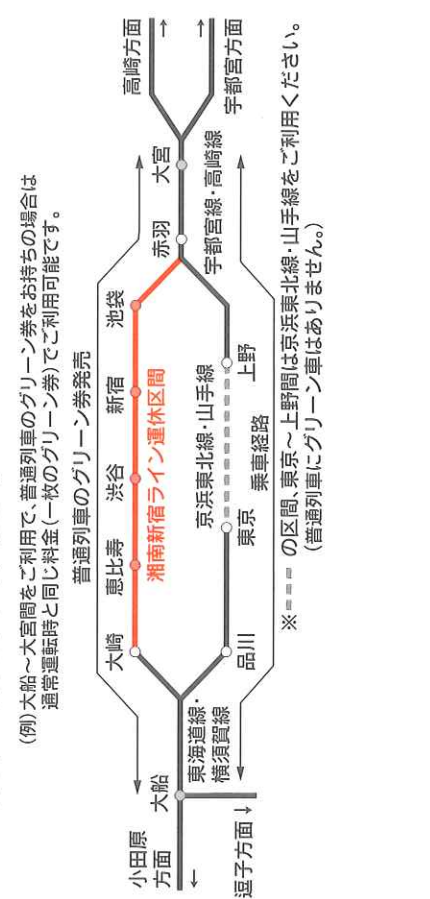 (例)大船～大宮間をご利用で、普通列車のグリーン券をお持ちの場合は
通常運転時と同じ料金(一枚のグリーン券)でご利用可能です。
普通列車のグリーン券発売
大崎
恵比寿
渋谷
新宿
池袋
湘南新宿ライン運休区間
赤羽
大宮
高崎方面
→
小田原
方面
←
大船
東海道線・
横須賀線
京浜東北線・山手線
宇都宮線・高崎線
→
宇都宮方面
逗子方面↓
品川
東京
上野
乗車経路
※＝＝＝の区間、東京～上野間は京浜東北線・山手線をご利用ください。
(普通列車にグリーン車はありません。)